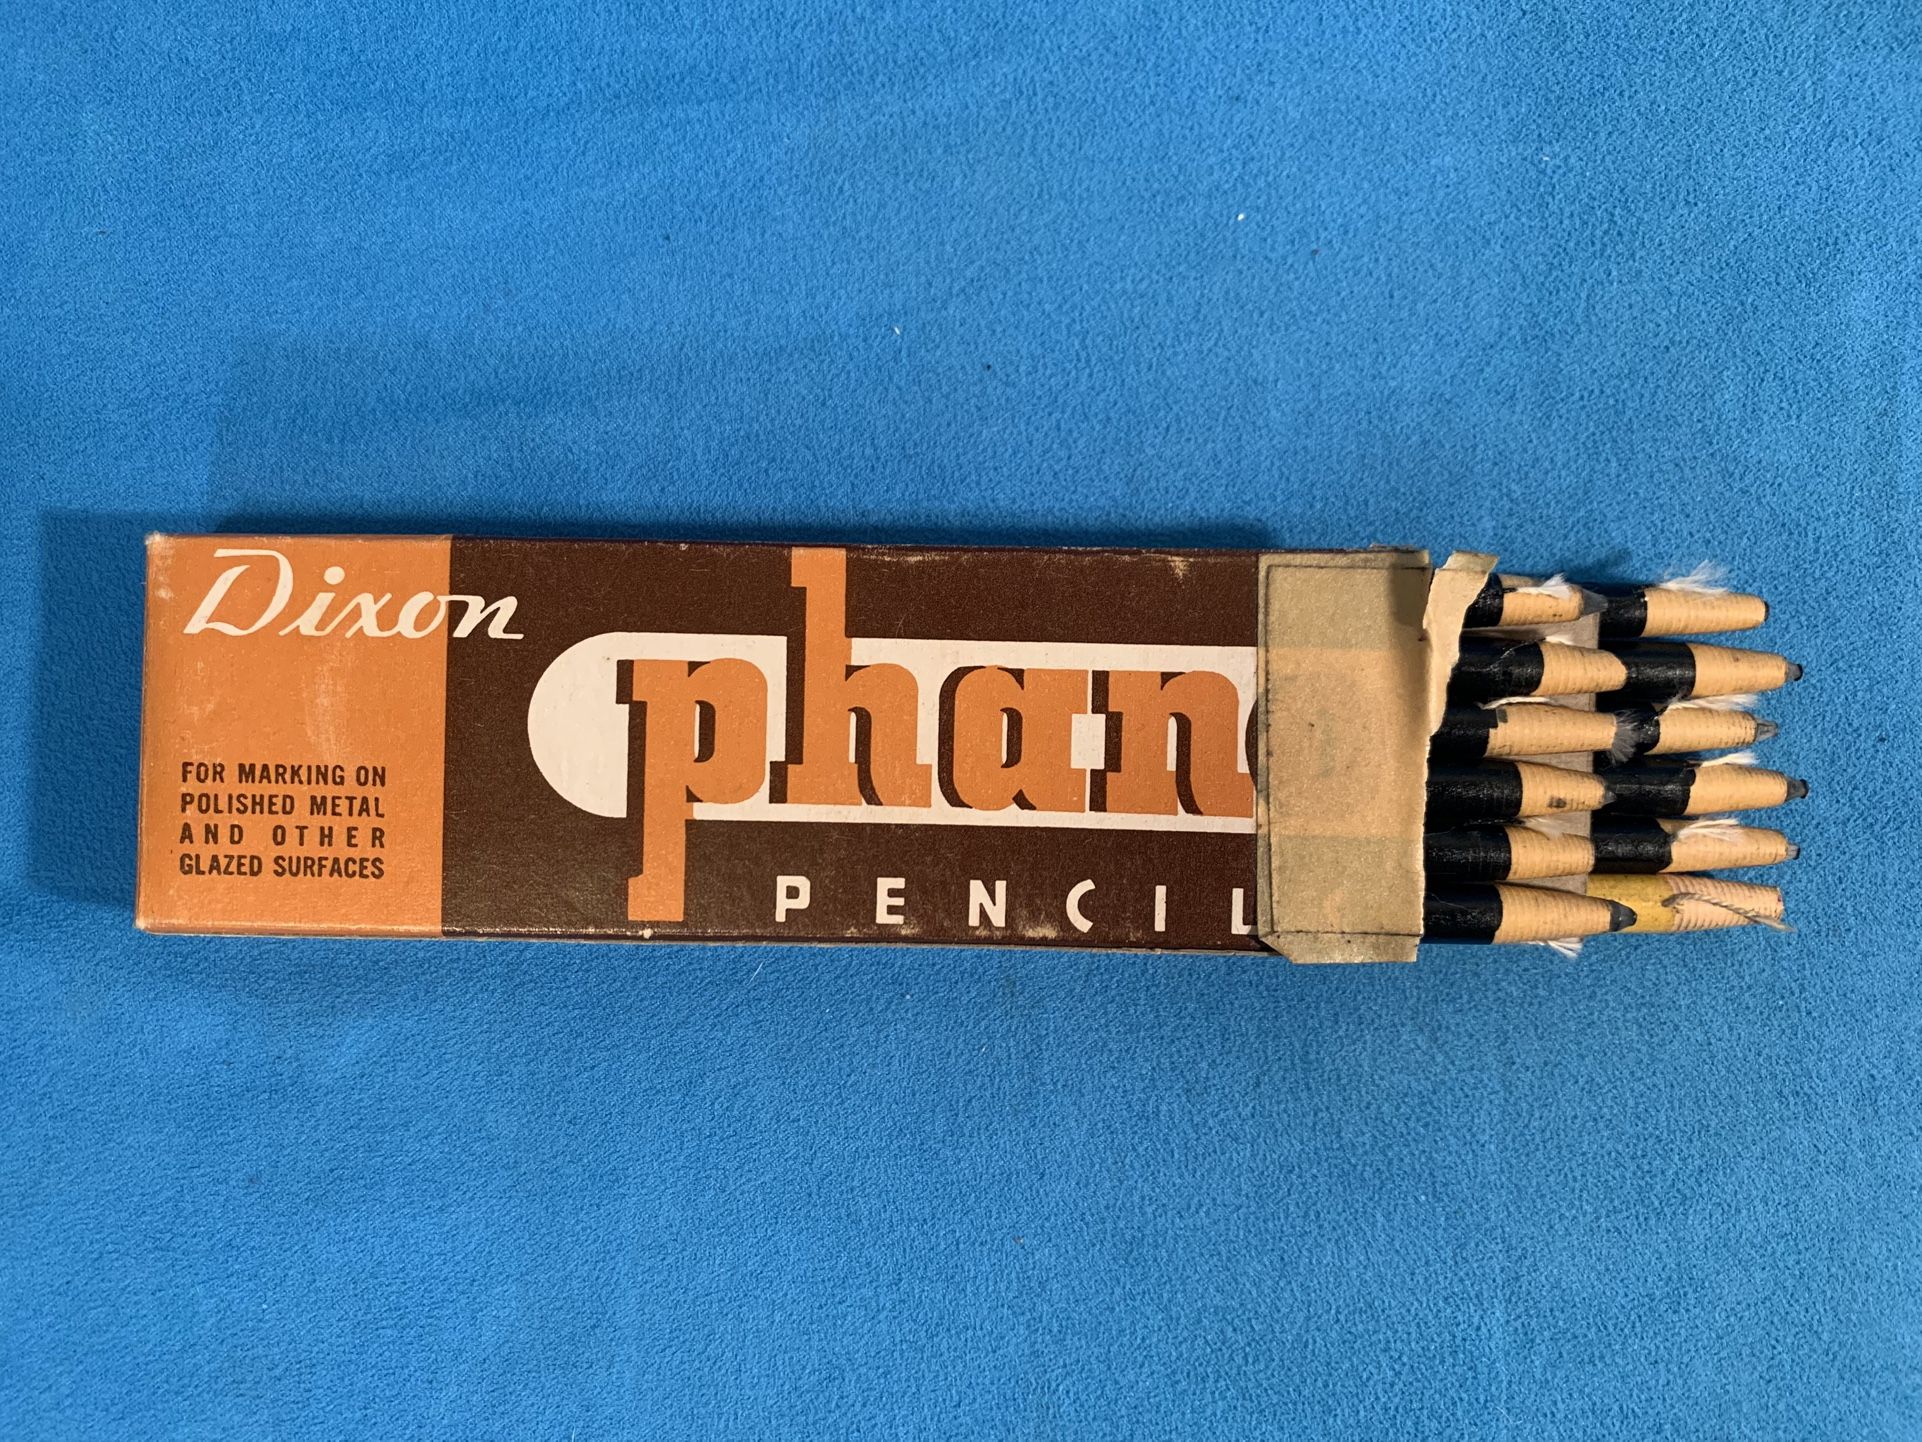 Dixon
phan
PENCIL
FOR MARKING ON
POLISHED METAL
AND OTHER
GLAZED SURFACES